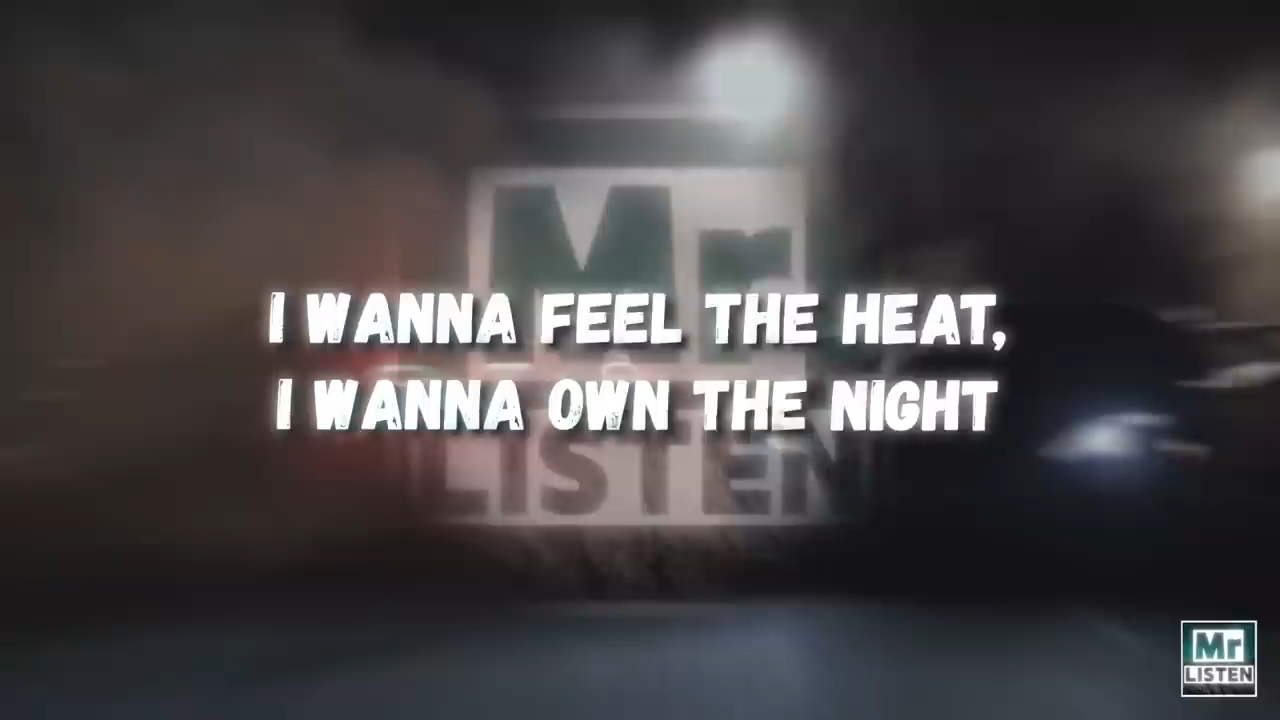 Mr
I WANNA FEEL THE HEAT,
I WANNA OWN THE NIGHT
LISTEN
Mr
LISTEN